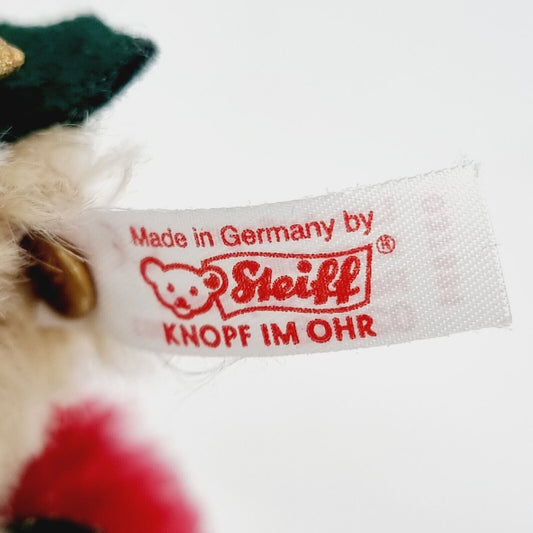 Made in Germany by
Steiff®
KNOPF IM OHR